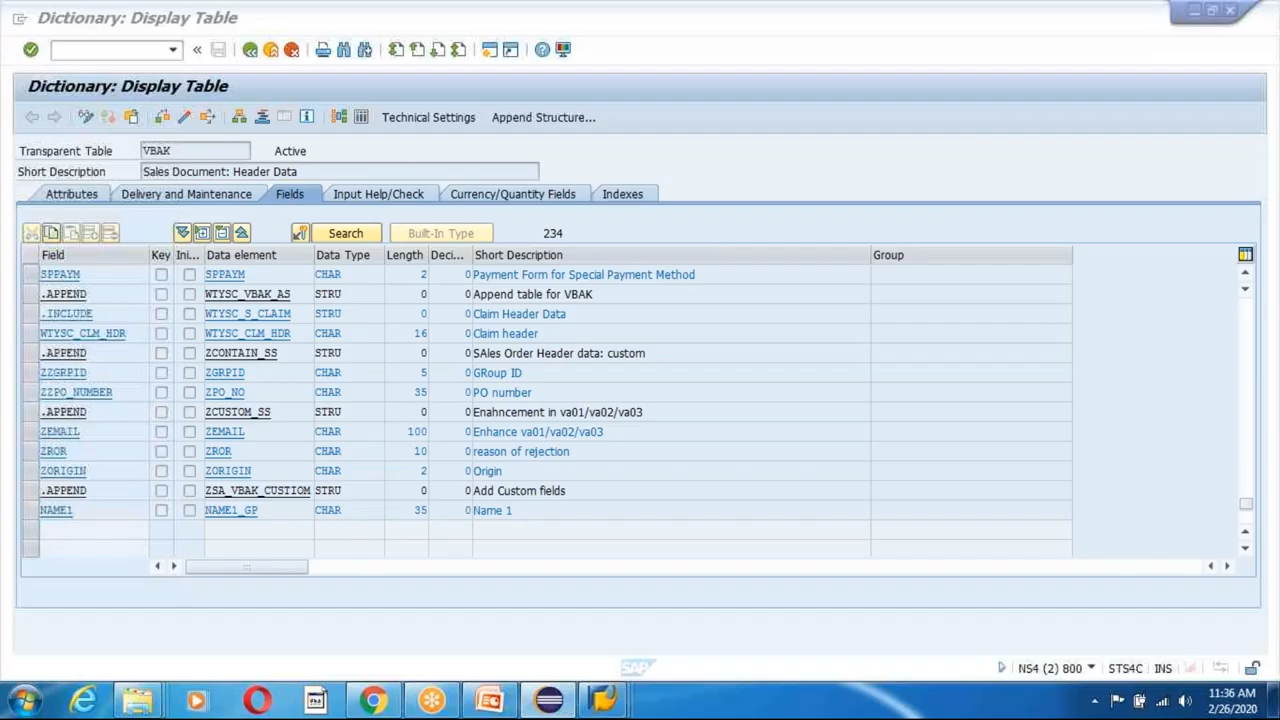 Dictionary: Display Table
Dictionary: Display Table
Technical Settings Append Structure...
Transparent Table VBAK Active
Short Description Sales Document: Header Data
Attributes Delivery and Maintenance Fields Input Help/Check Currency/Quantity Fields Indexes
Search Built-In Type 234
Field Key Ini... Data element Data Type Length Deci... Short Description Group
SPPAYM SPPAYM CHAR 2 0 Payment Form for Special Payment Method
.APPEND WTYSC_VBAK_AS STRU 0 0 Append table for VBAK
.INCLUDE WTYSC_S_CLAIM STRU 0 0 Claim Header Data
WTYSC_CLM_HDR WTYSC_CLM_HDR CHAR 16 0 Claim header
.APPEND ZCONTAIN_SS STRU 0 0 SAles Order Header data: custom
ZZGRPID ZGRPID CHAR 5 0 GRoup ID
ZZPO_NUMBER ZPO_NO CHAR 35 0 PO number
.APPEND ZCUSTOM_SS STRU 0 0 Enahncement in va01/va02/va03
ZEMAIL ZEMAIL CHAR 100 0 Enhance va01/va02/va03
ZROR ZROR CHAR 10 0 reason of rejection
ZORIGIN ZORIGIN CHAR 2 0 Origin
.APPEND ZSA_VBAK_CUSTIOM STRU 0 0 Add Custom fields
NAME1 NAME1_GP CHAR 35 0 Name 1
SAP
NS4 (2) 800 STS4C INS
11:36 AM
2/26/2020